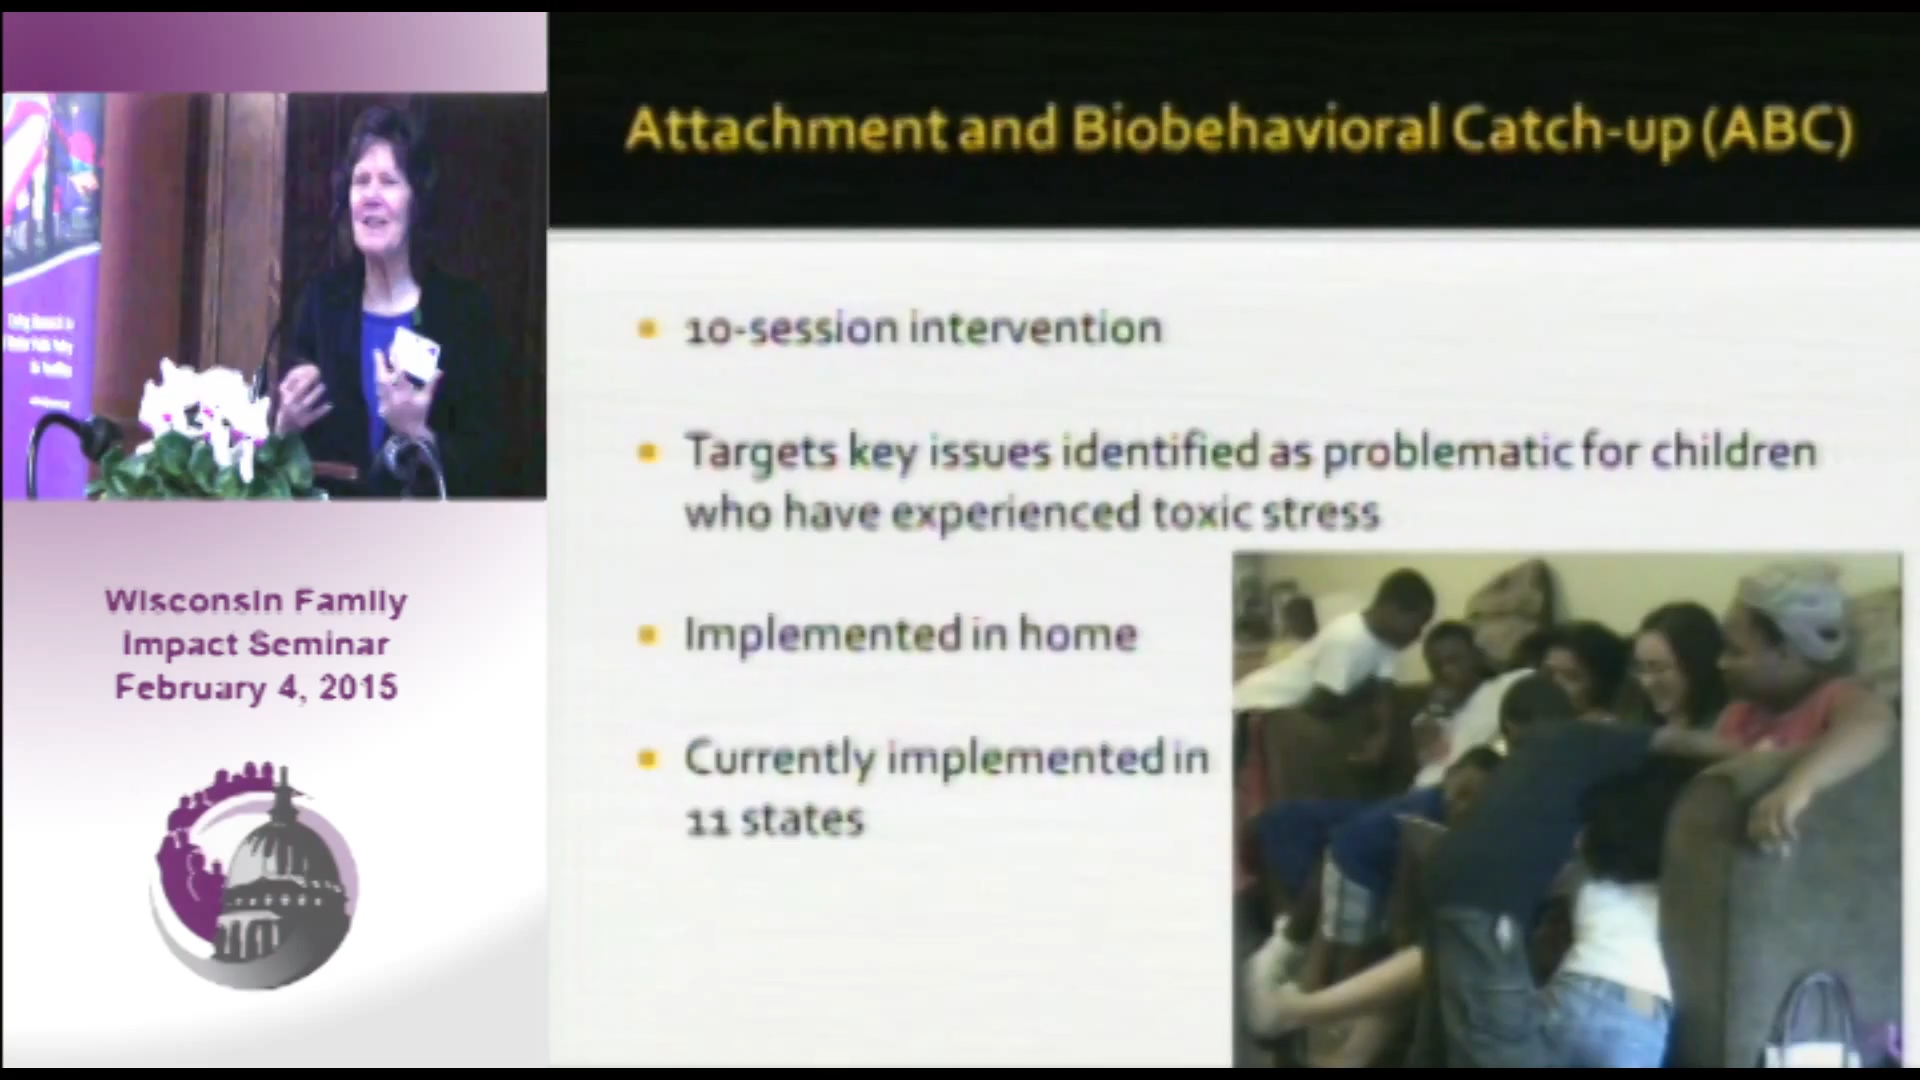 Attachment and Biobehavioral Catch-up (ABC)
10-session intervention
Targets key issues identified as problematic for children
who have experienced toxic stress
Implemented in home
Currently implemented in
11 states
Wisconsin Family
Impact Seminar
February 4, 2015